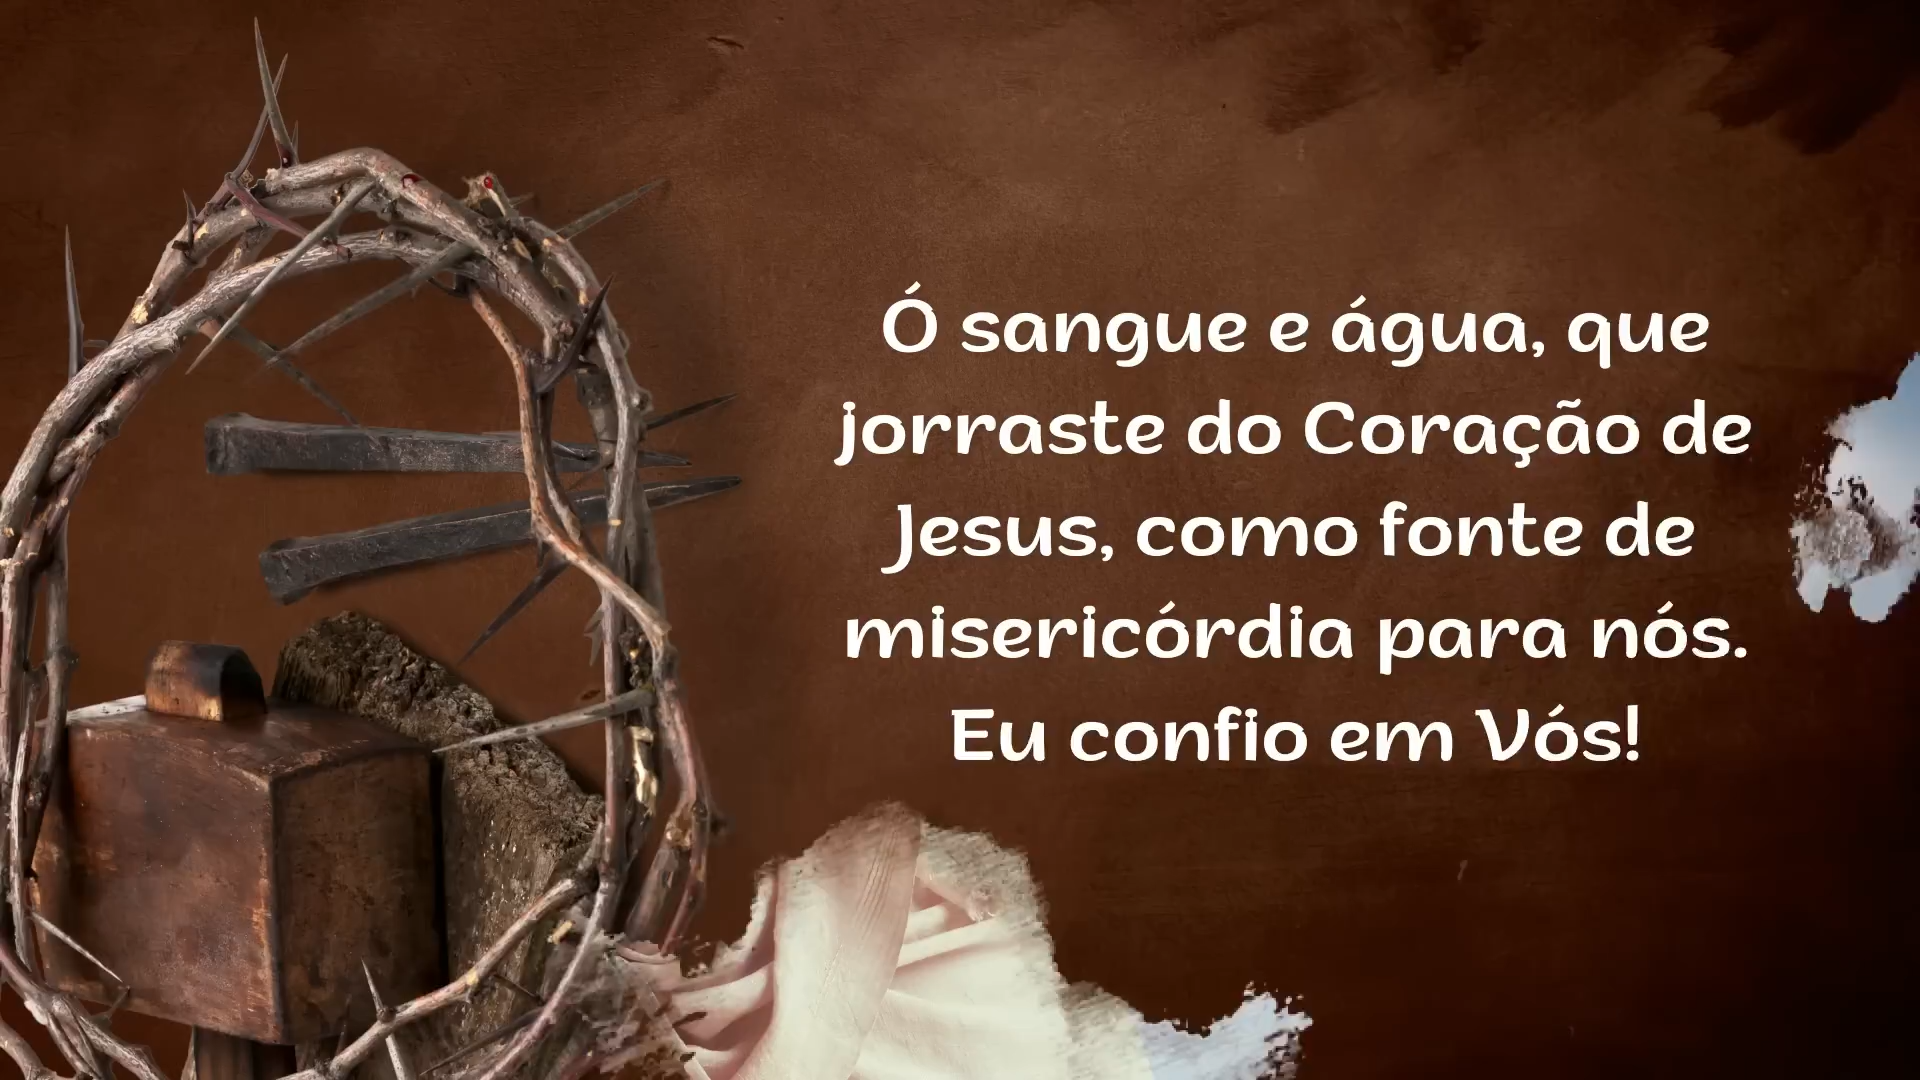 Ó sangue e água, que
jorraste do Coração de
Jesus, como fonte de
misericórdia para nós.
Eu confio em Vós!